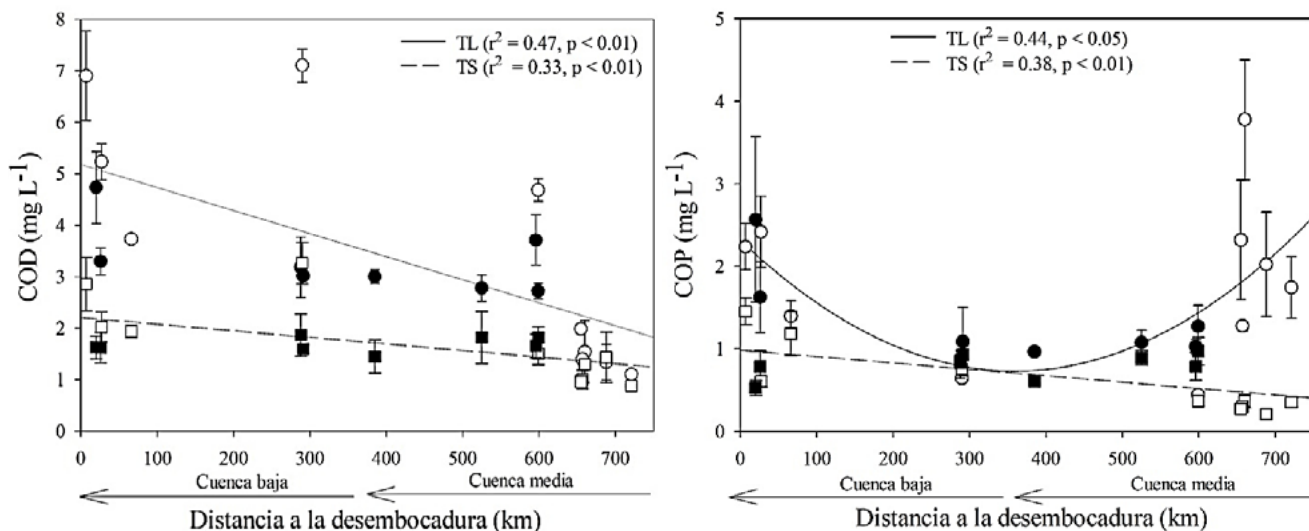 8
7
6
5
4
3
2
1
0
COD (mg L⁻¹)
TL (r² = 0.47, p < 0.01)
TS (r² = 0.33, p < 0.01)
0 100 200 300 400 500 600 700
Cuenca baja Cuenca media
Distancia a la desembocadura (km)
5
4
3
2
1
0
COP (mg L⁻¹)
TL (r² = 0.44, p < 0.05)
TS (r² = 0.38, p < 0.01)
0 100 200 300 400 500 600 700
Cuenca baja Cuenca media
Distancia a la desembocadura (km)